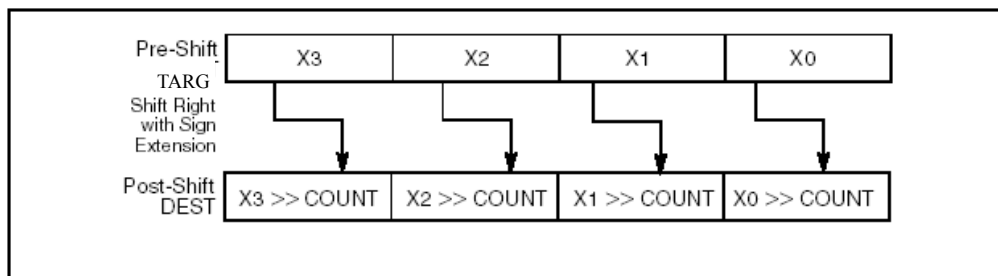 Pre-Shift
X3 X2 X1 X0
TARG
Shift Right
with Sign
Extension
Post-Shift
DEST
X3 >> COUNT X2 >> COUNT X1 >> COUNT X0 >> COUNT